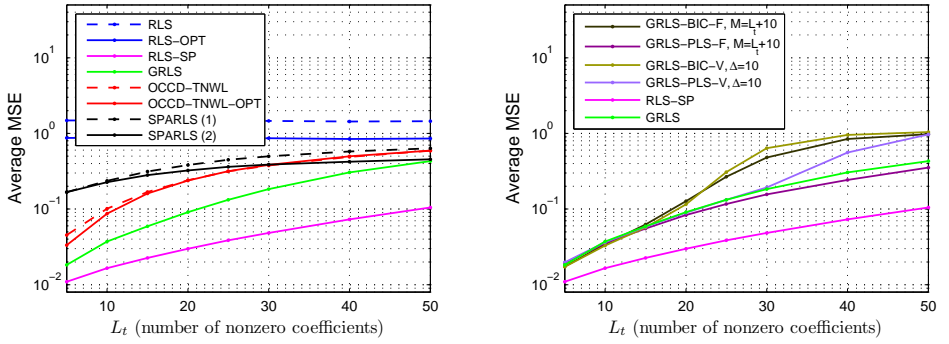 Average MSE
10^1
10^0
10^−1
10^−2
RLS
RLS−OPT
RLS−SP
GRLS
OCCD−TNWL
OCCD−TNWL−OPT
SPARLS (1)
SPARLS (2)
10 20 30 40 50
L_t (number of nonzero coefficients)
Average MSE
10^1
10^0
10^−1
10^−2
GRLS−BIC−F, M=L_t+10
GRLS−PLS−F, M=L_t+10
GRLS−BIC−V, Δ=10
GRLS−PLS−V, Δ=10
RLS−SP
GRLS
10 20 30 40 50
L_t (number of nonzero coefficients)